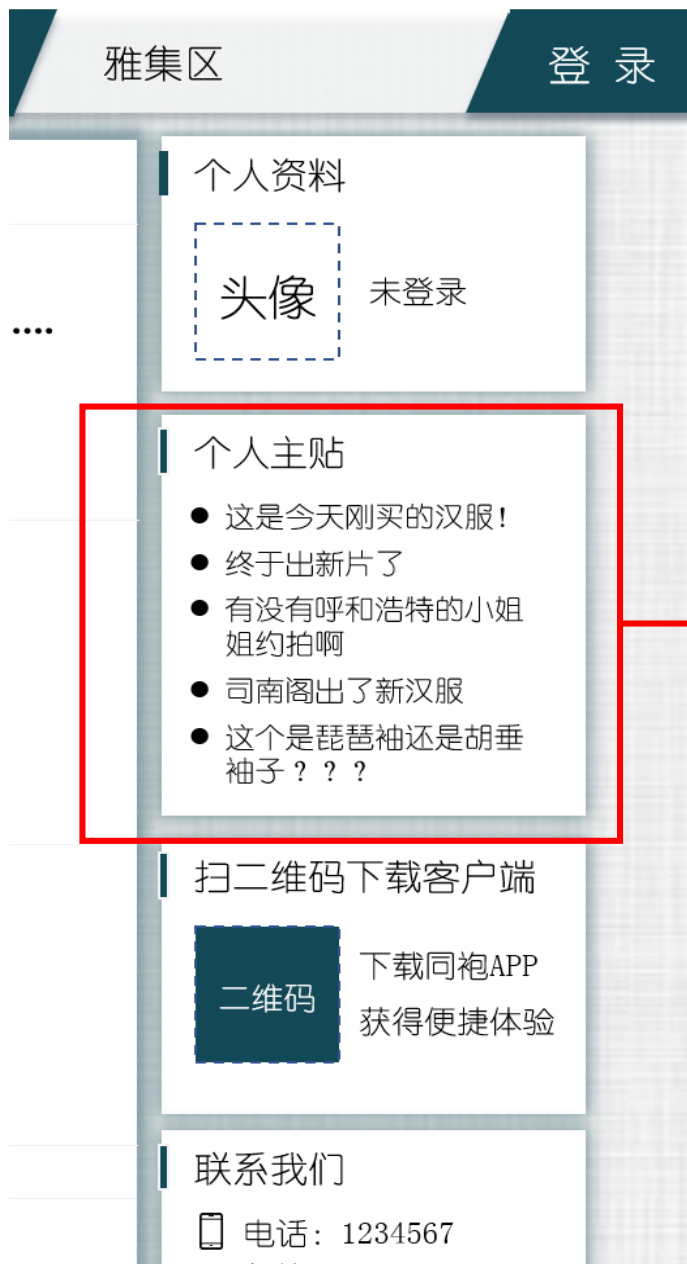 雅集区
登 录
个人资料
头像
未登录
....
个人主贴
这是今天刚买的汉服!
终于出新片了
有没有呼和浩特的小姐
姐约拍啊
司南阁出了新汉服
这个是琵琶袖还是胡垂
袖子???
扫二维码下载客户端
二维码
下载同袍APP
获得便捷体验
联系我们
电话: 1234567